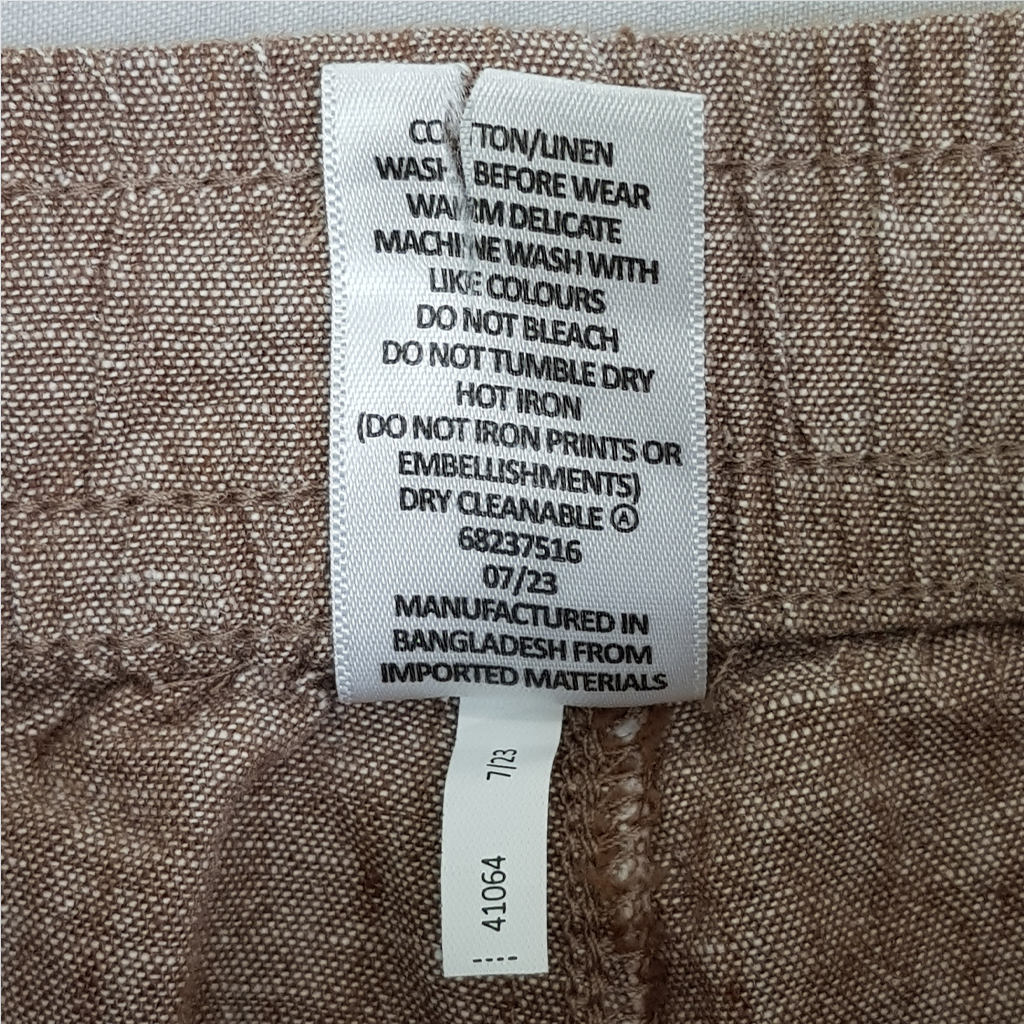 COTTON/LINEN
WASH BEFORE WEAR
WARM DELICATE
MACHINE WASH WITH
LIKE COLOURS
DO NOT BLEACH
DO NOT TUMBLE DRY
HOT IRON
(DO NOT IRON PRINTS OR
EMBELLISHMENTS)
DRY CLEANABLE Ⓐ
68237516
07/23
MANUFACTURED IN
BANGLADESH FROM
IMPORTED MATERIALS
7/23
41064